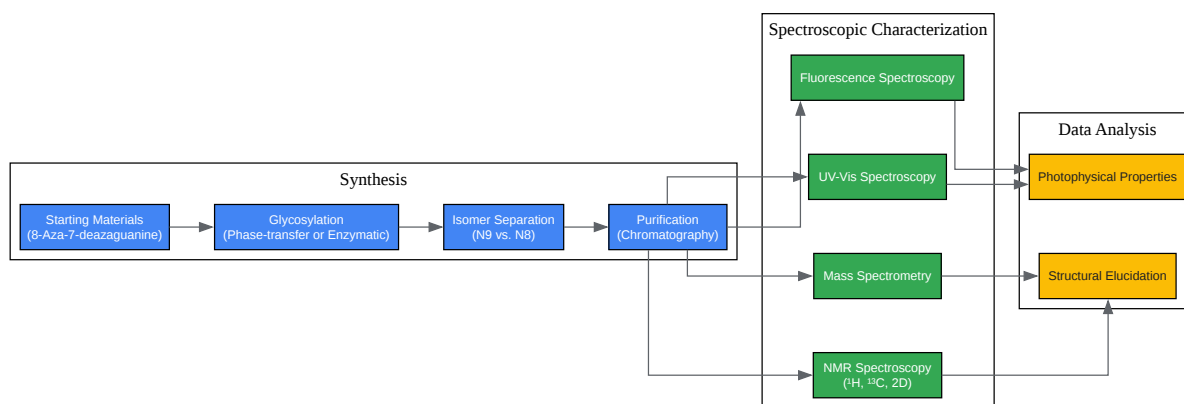 Synthesis
Starting Materials
(8-Aza-7-deazaguanine)
Glycosylation
(Phase-transfer or Enzymatic)
Isomer Separation
(N9 vs. N8)
Purification
(Chromatography)
Spectroscopic Characterization
Fluorescence Spectroscopy
UV-Vis Spectroscopy
Mass Spectrometry
NMR Spectroscopy
(¹H, ¹³C, 2D)
Data Analysis
Photophysical Properties
Structural Elucidation